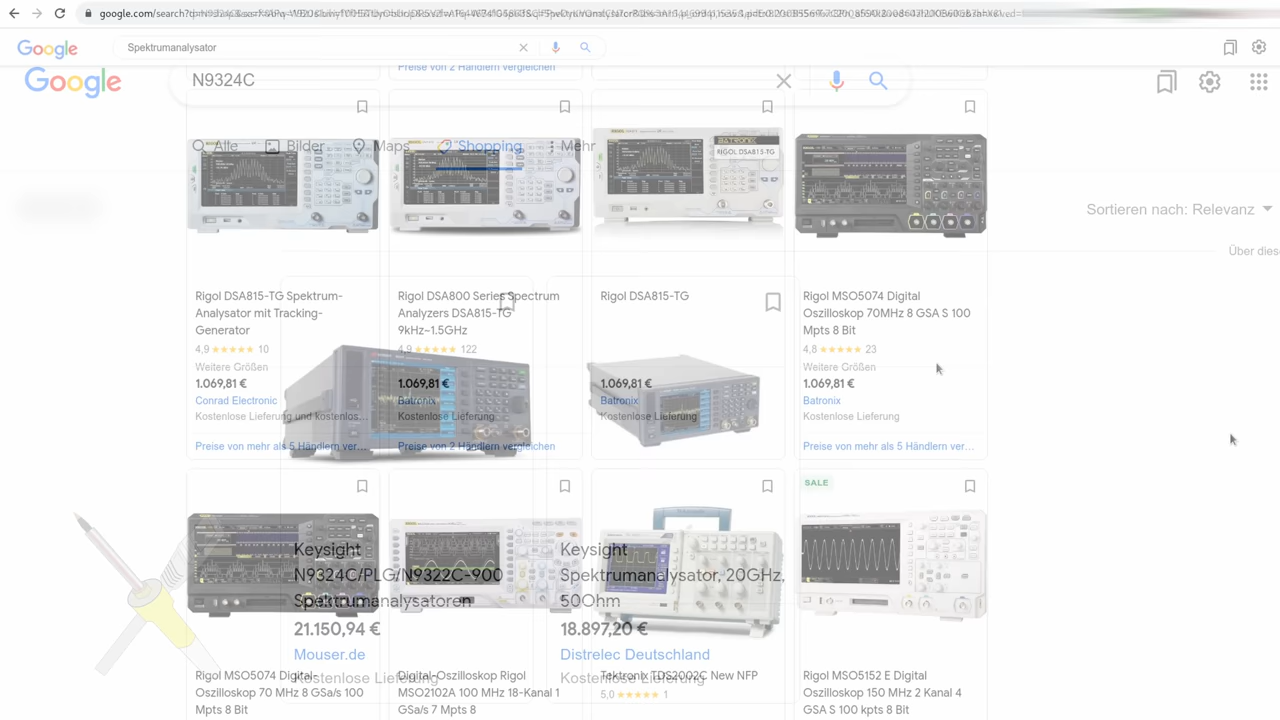 Google
Spektrumanalysator
Google
N9324C
Preise von 2 Händlern vergleichen
Alle
Bilder
Maps
Shopping
Mehr
BATRONIX
RIGOL DSA815-TG
Sortieren nach: Relevanz
Über diese
Rigol DSA815-TG Spektrum-
Analysator mit Tracking-
Generator
4,9 10
Weitere Größen
1.069,81 €
Conrad Electronic
Kostenlose Lieferung und kostenlos...
Preise von mehr als 5 Händlern ver...
Rigol DSA800 Series Spectrum
Analyzers DSA815-TG
9kHz~1.5GHz
4,9 122
1.069,81 €
Batronix
Kostenlose Lieferung
Preise von 2 Händlern vergleichen
Rigol DSA815-TG
1.069,81 €
Batronix
Kostenlose Lieferung
Rigol MSO5074 Digital
Oszilloskop 70MHz 8 GSA S 100
Mpts 8 Bit
4,8 23
Weitere Größen
1.069,81 €
Batronix
Kostenlose Lieferung
Preise von mehr als 5 Händlern ver...
SALE
Keysight
N9324C/PLG/N9322C-900
Spektrumanalysatoren
21.150,94 €
Mouser.de
Kostenlose Lieferung
Keysight
Spektrumanalysator, 20GHz,
50Ohm
18.897,20 €
Distrelec Deutschland
Kostenlose Lieferung
Rigol MSO5074 Digital-
Oszilloskop 70 MHz 8 GSa/s 100
Mpts 8 Bit
Digital-Oszilloskop Rigol
MSO2102A 100 MHz 18-Kanal 1
GSa/s 7 Mpts 8
Tektronix TDS2002C New NFP
5,0 1
Rigol MSO5152 E Digital
Oszilloskop 150 MHz 2 Kanal 4
GSA S 100 kpts 8 Bit